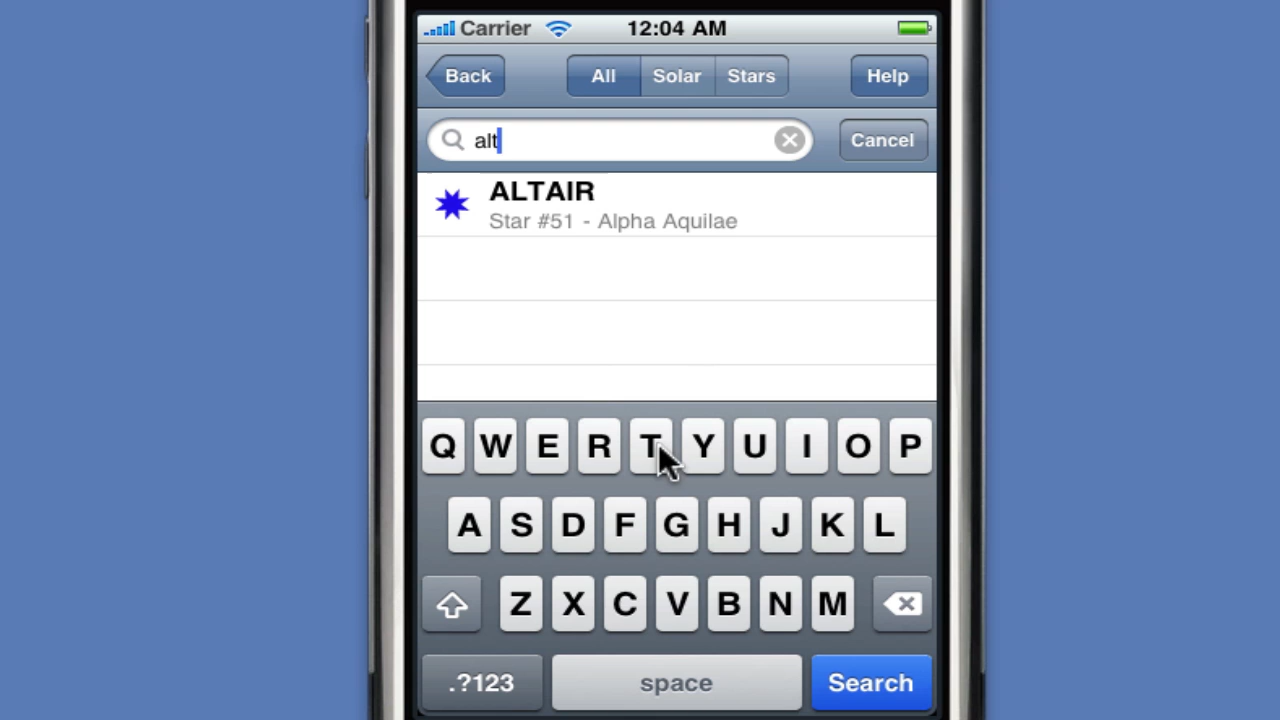 Carrier 12:04 AM
Back All Solar Stars Help
alt Cancel
ALTAIR
Star #51 - Alpha Aquilae
Q W E R T Y U I O P
A S D F G H J K L
Z X C V B N M
.?123 space Search